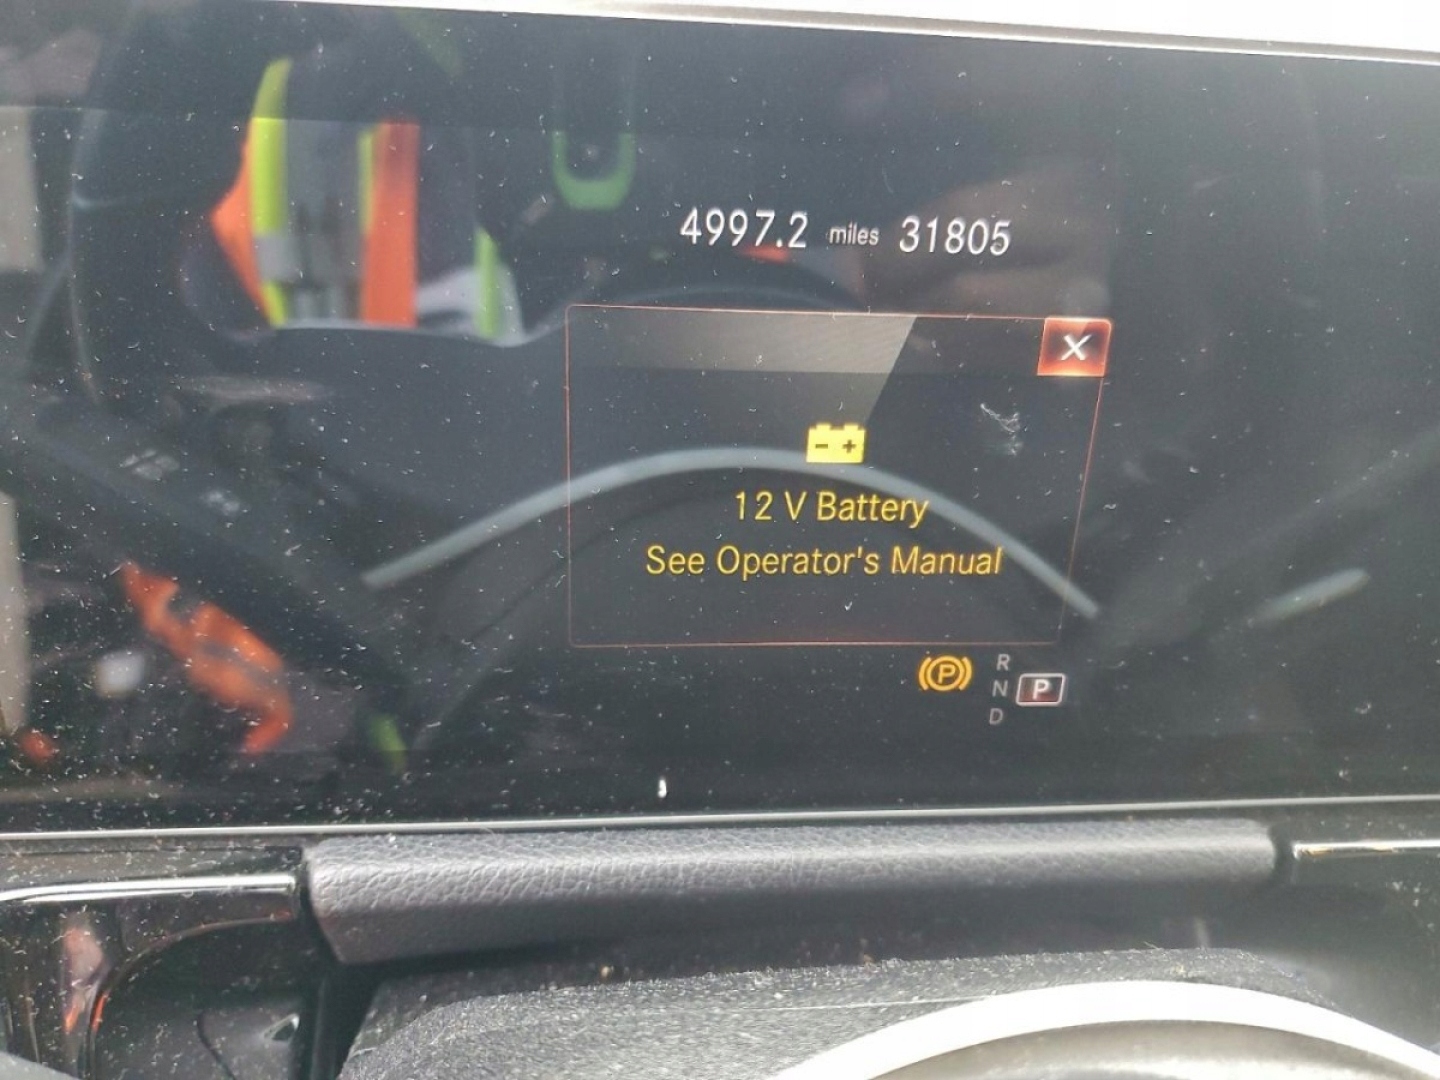 4997.2 miles 31805
X
12 V Battery
See Operator's Manual
(P) R
N P
D